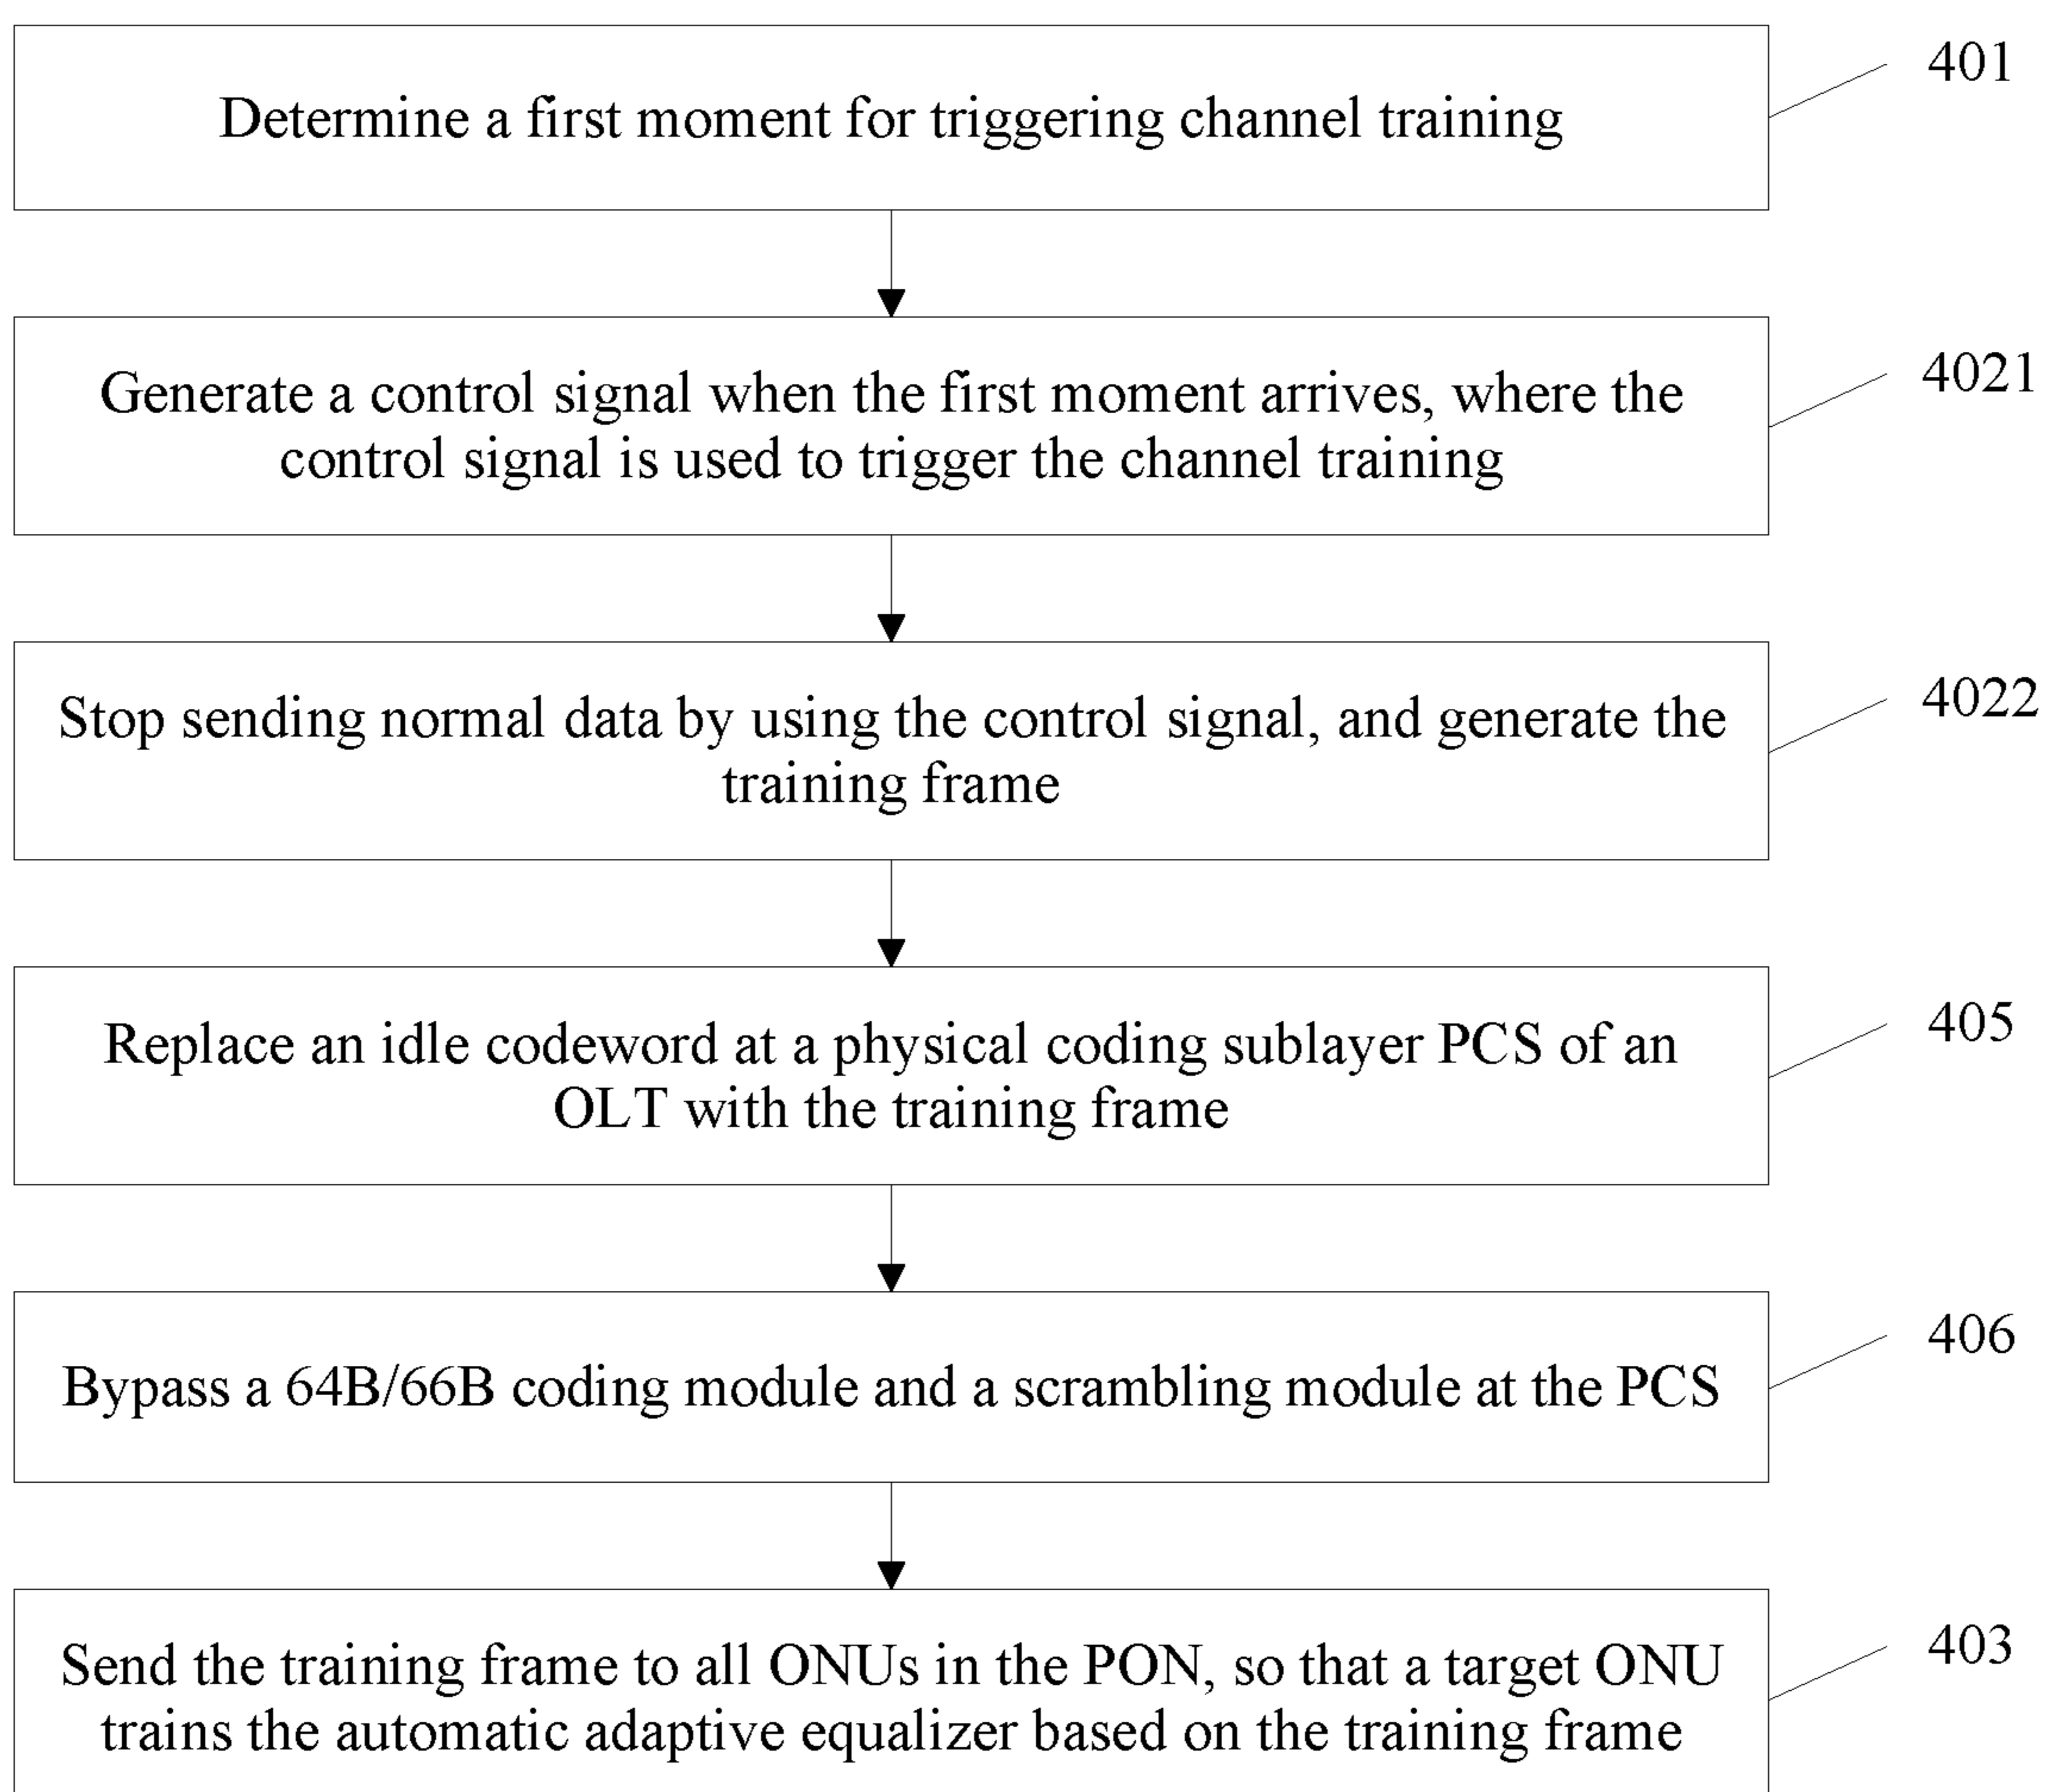 Determine a first moment for triggering channel training
401
Generate a control signal when the first moment arrives, where the
control signal is used to trigger the channel training
4021
Stop sending normal data by using the control signal, and generate the
training frame
4022
Replace an idle codeword at a physical coding sublayer PCS of an
OLT with the training frame
405
Bypass a 64B/66B coding module and a scrambling module at the PCS
406
Send the training frame to all ONUs in the PON, so that a target ONU
trains the automatic adaptive equalizer based on the training frame
403